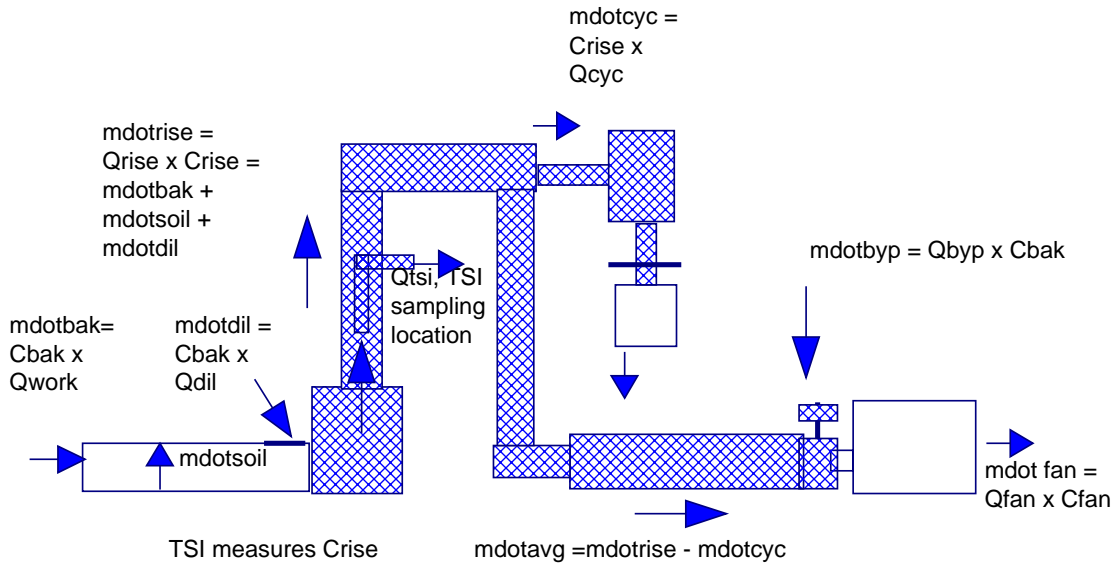 mdotcyc =
Crise x
Qcyc
mdotrise =
Qrise x Crise =
mdotbak +
mdotsoil +
mdotdil
mdotbyp = Qbyp x Cbak
Qtsi, TSI
sampling
location
mdotbak=
Cbak x
Qwork
mdotdil =
Cbak x
Qdil
mdotsoil
mdot fan =
Qfan x Cfan
TSI measures Crise
mdotavg =mdotrise - mdotcyc